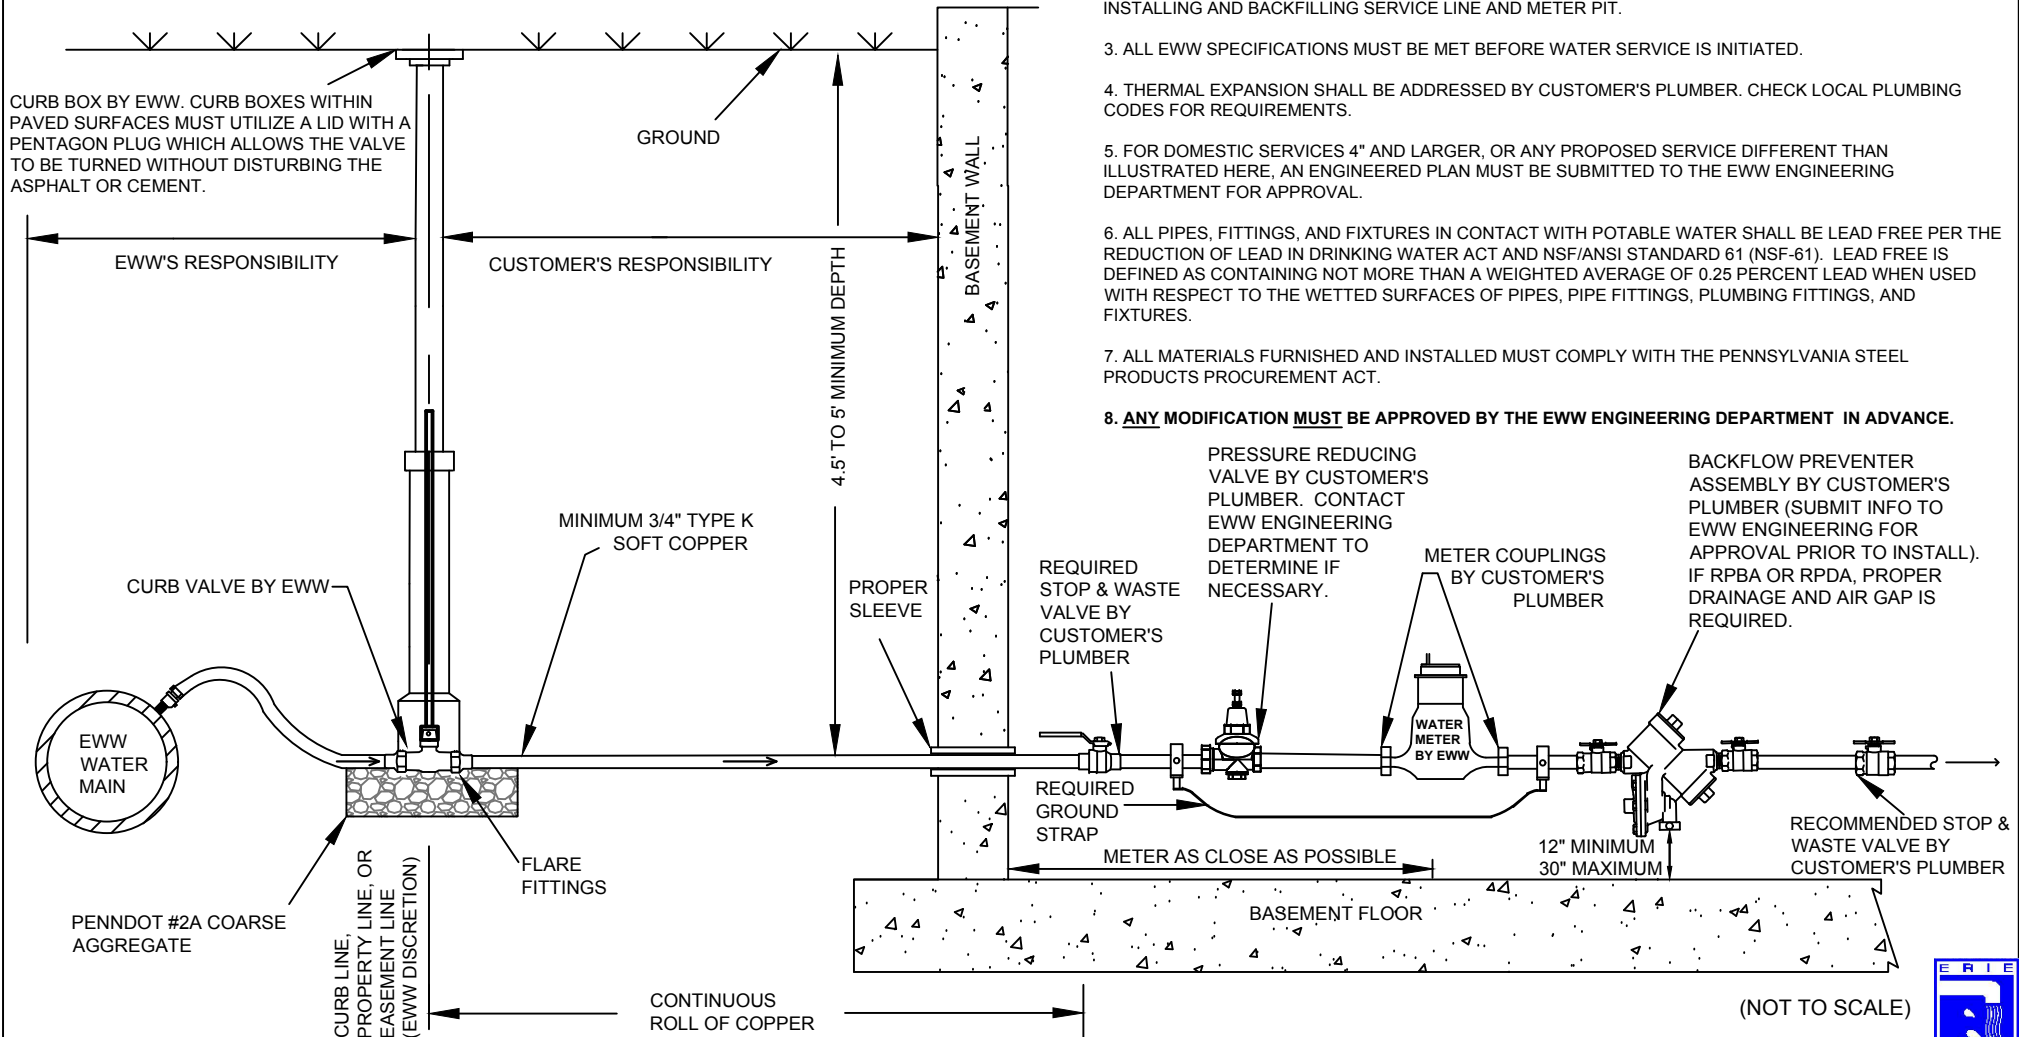 INSTALLING AND BACKFILLING SERVICE LINE AND METER PIT.
3. ALL EWW SPECIFICATIONS MUST BE MET BEFORE WATER SERVICE IS INITIATED.
4. THERMAL EXPANSION SHALL BE ADDRESSED BY CUSTOMER'S PLUMBER. CHECK LOCAL PLUMBING
CODES FOR REQUIREMENTS.
5. FOR DOMESTIC SERVICES 4" AND LARGER, OR ANY PROPOSED SERVICE DIFFERENT THAN
ILLUSTRATED HERE, AN ENGINEERED PLAN MUST BE SUBMITTED TO THE EWW ENGINEERING
DEPARTMENT FOR APPROVAL.
6. ALL PIPES, FITTINGS, AND FIXTURES IN CONTACT WITH POTABLE WATER SHALL BE LEAD FREE PER THE
REDUCTION OF LEAD IN DRINKING WATER ACT AND NSF/ANSI STANDARD 61 (NSF-61). LEAD FREE IS
DEFINED AS CONTAINING NOT MORE THAN A WEIGHTED AVERAGE OF 0.25 PERCENT LEAD WHEN USED
WITH RESPECT TO THE WETTED SURFACES OF PIPES, PIPE FITTINGS, PLUMBING FITTINGS, AND
FIXTURES.
7. ALL MATERIALS FURNISHED AND INSTALLED MUST COMPLY WITH THE PENNSYLVANIA STEEL
PRODUCTS PROCUREMENT ACT.
8. ANY MODIFICATION MUST BE APPROVED BY THE EWW ENGINEERING DEPARTMENT IN ADVANCE.
CURB BOX BY EWW. CURB BOXES WITHIN
PAVED SURFACES MUST UTILIZE A LID WITH A
PENTAGON PLUG WHICH ALLOWS THE VALVE
TO BE TURNED WITHOUT DISTURBING THE
ASPHALT OR CEMENT.
GROUND
BASEMENT WALL
EWW'S RESPONSIBILITY
CUSTOMER'S RESPONSIBILITY
4.5' TO 5' MINIMUM DEPTH
MINIMUM 3/4" TYPE K
SOFT COPPER
CURB VALVE BY EWW
PROPER
SLEEVE
REQUIRED
STOP & WASTE
VALVE BY
CUSTOMER'S
PLUMBER
PRESSURE REDUCING
VALVE BY CUSTOMER'S
PLUMBER. CONTACT
EWW ENGINEERING
DEPARTMENT TO
DETERMINE IF
NECESSARY.
METER COUPLINGS
BY CUSTOMER'S
PLUMBER
BACKFLOW PREVENTER
ASSEMBLY BY CUSTOMER'S
PLUMBER (SUBMIT INFO TO
EWW ENGINEERING FOR
APPROVAL PRIOR TO INSTALL).
IF RPBA OR RPDA, PROPER
DRAINAGE AND AIR GAP IS
REQUIRED.
EWW
WATER
MAIN
WATER
METER
BY EWW
REQUIRED
GROUND
STRAP
FLARE
FITTINGS
METER AS CLOSE AS POSSIBLE
12" MINIMUM
30" MAXIMUM
RECOMMENDED STOP &
WASTE VALVE BY
CUSTOMER'S PLUMBER
PENNDOT #2A COARSE
AGGREGATE
CURB LINE,
PROPERTY LINE, OR
EASEMENT LINE
(EWW DISCRETION)
BASEMENT FLOOR
CONTINUOUS
ROLL OF COPPER
(NOT TO SCALE)
ERIE